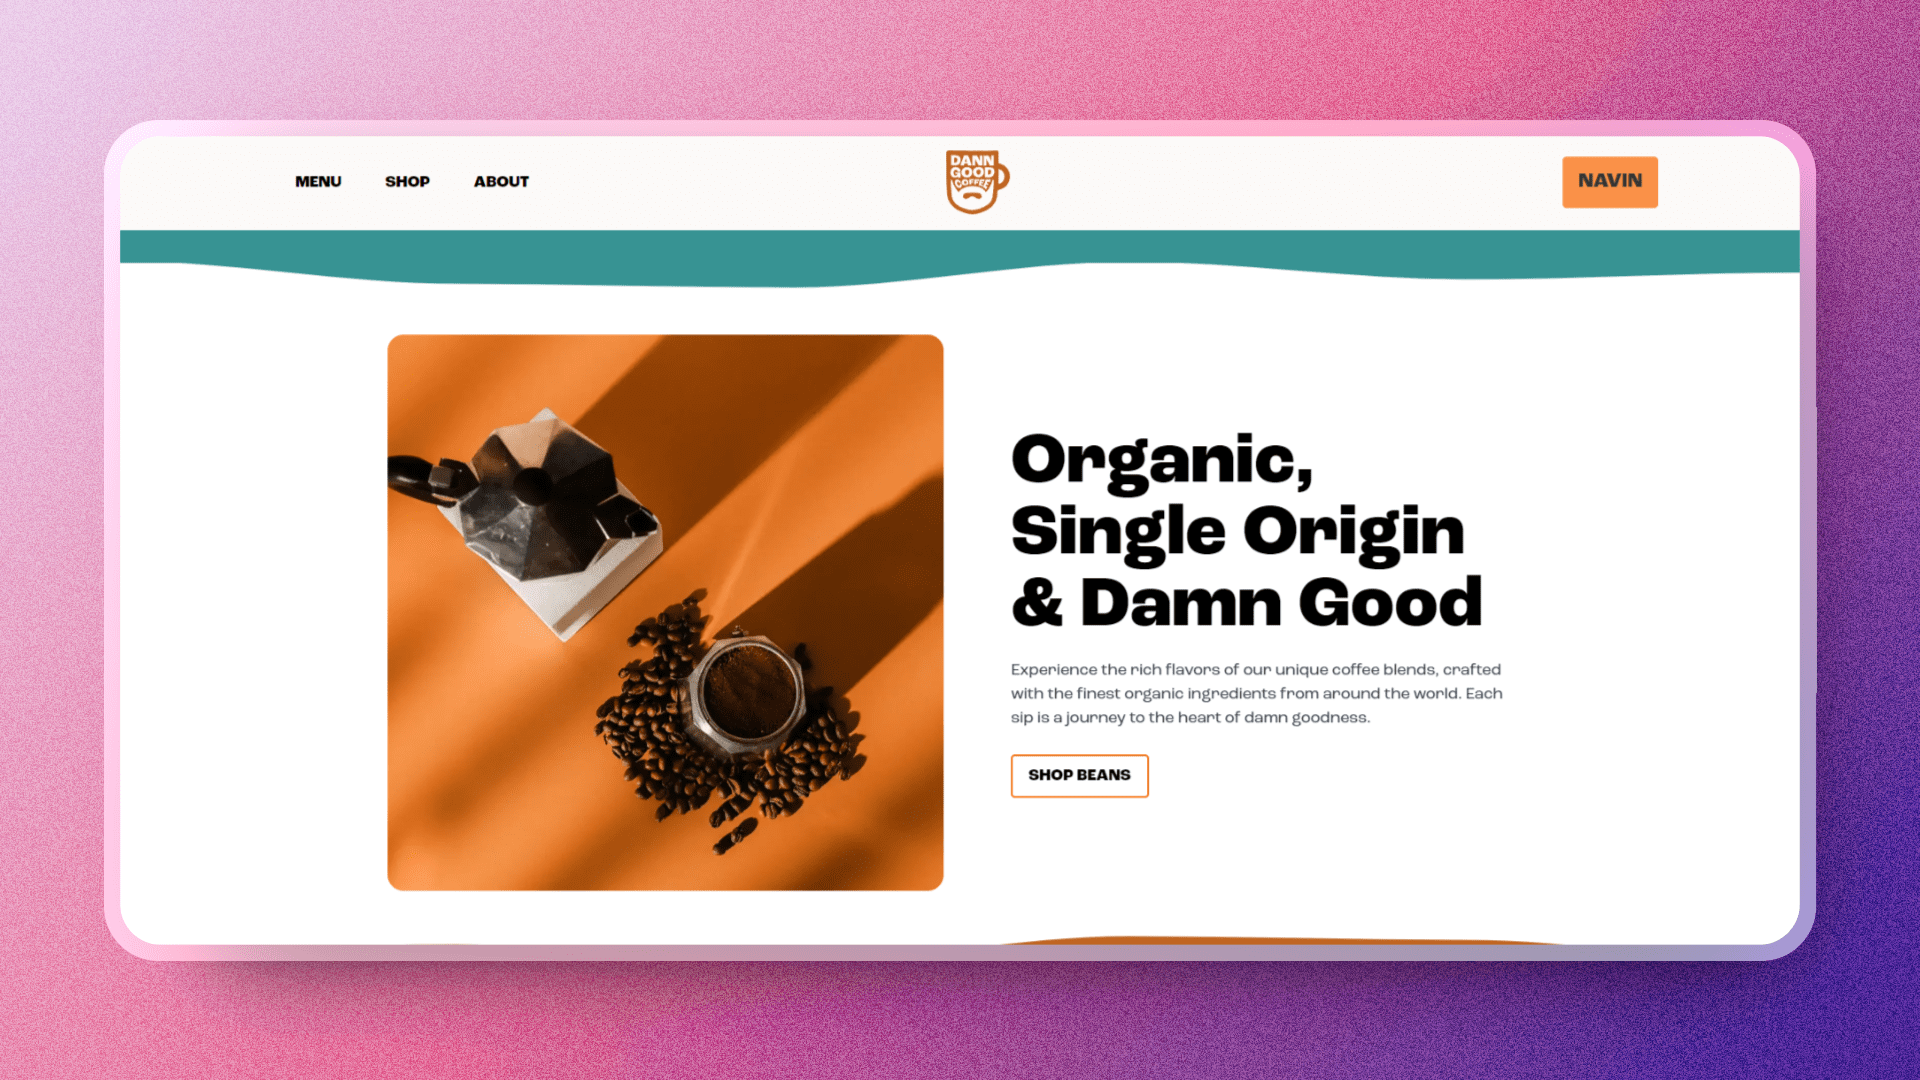 MENU SHOP ABOUT
DANN
GOOD
COFFEE
NAVIN
Organic,
Single Origin
& Damn Good
Experience the rich flavors of our unique coffee blends, crafted
with the finest organic ingredients from around the world. Each
sip is a journey to the heart of damn goodness.
SHOP BEANS